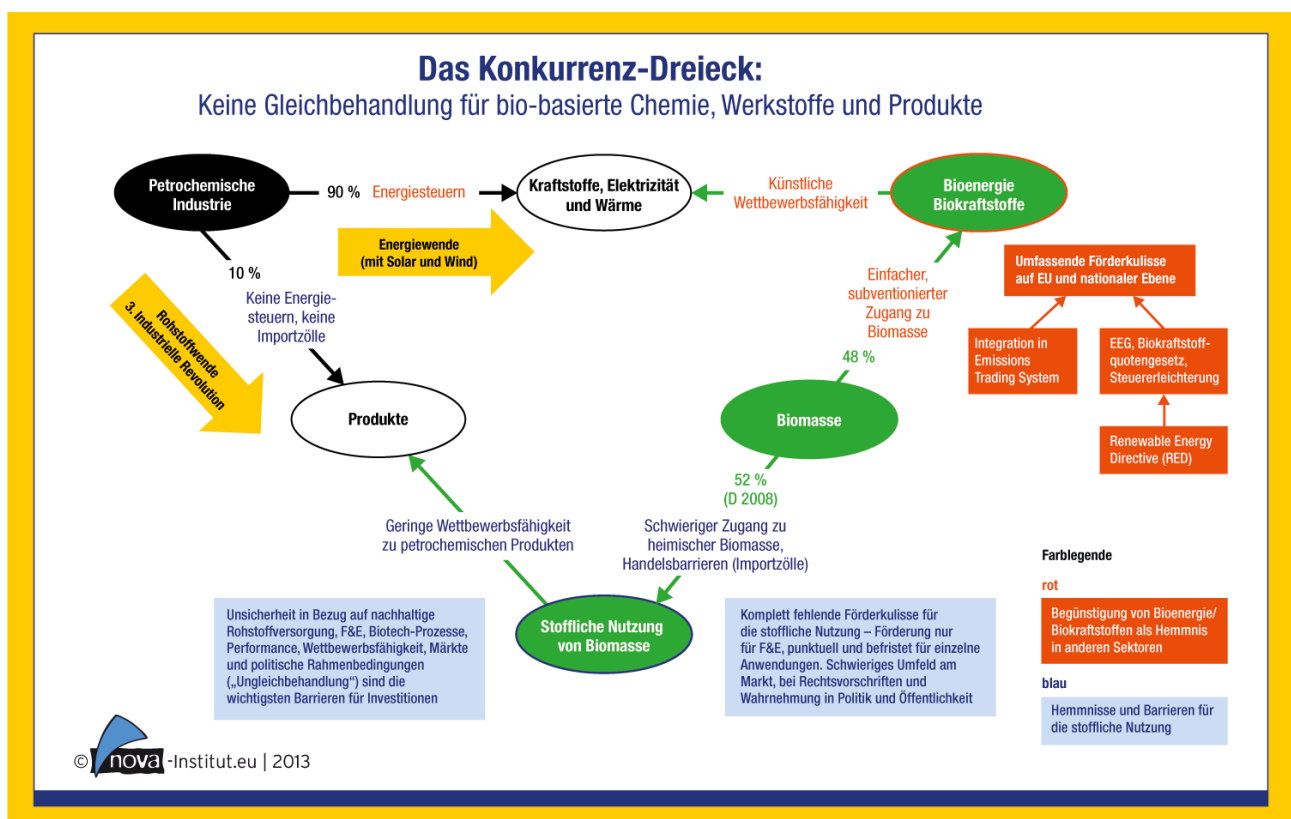 Das Konkurrenz-Dreieck:
Keine Gleichbehandlung für bio-basierte Chemie, Werkstoffe und Produkte
Petrochemische
Industrie
90 %
Energiesteuern
Kraftstoffe, Elektrizität
und Wärme
Künstliche
Wettbewerbsfähigkeit
Bioenergie
Biokraftstoffe
Energiewende
(mit Solar und Wind)
10 %
Keine Energie-
steuern, keine
Importzölle
Rohstoffwende
3. Industrielle Revolution
Einfacher,
subventionierter
Zugang zu
Biomasse
Umfassende Förderkulisse
auf EU und nationaler Ebene
Integration in
Emissions
Trading System
EEG, Biokraftstoff-
quotengesetz,
Steuererleichterung
Renewable Energy
Directive (RED)
48 %
Produkte
Biomasse
52 %
(D 2008)
Geringe Wettbewerbsfähigkeit
zu petrochemischen Produkten
Schwieriger Zugang zu
heimischer Biomasse,
Handelsbarrieren (Importzölle)
Stoffliche Nutzung
von Biomasse
Unsicherheit in Bezug auf nachhaltige
Rohstoffversorgung, F&E, Biotech-Prozesse,
Performance, Wettbewerbsfähigkeit, Märkte
und politische Rahmenbedingungen
(„Ungleichbehandlung“) sind die
wichtigsten Barrieren für Investitionen
Komplett fehlende Förderkulisse für
die stoffliche Nutzung – Förderung nur
für F&E, punktuell und befristet für einzelne
Anwendungen. Schwieriges Umfeld am
Markt, bei Rechtsvorschriften und
Wahrnehmung in Politik und Öffentlichkeit
Farblegende
rot
Begünstigung von Bioenergie/
Biokraftstoffen als Hemmnis
in anderen Sektoren
blau
Hemmnisse und Barrieren für
die stoffliche Nutzung
© nova-Institut.eu | 2013